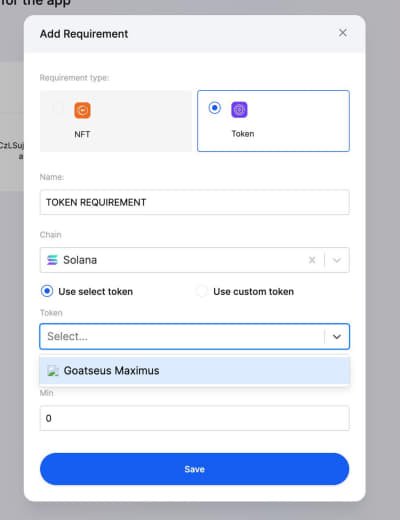 for the app
Add Requirement
Requirement type:
NFT
Token
CzLSuj
a
Name:
TOKEN REQUIREMENT
Chain
Solana
Use select token
Use custom token
Token
Select...
Goatseus Maximus
Min
0
Save